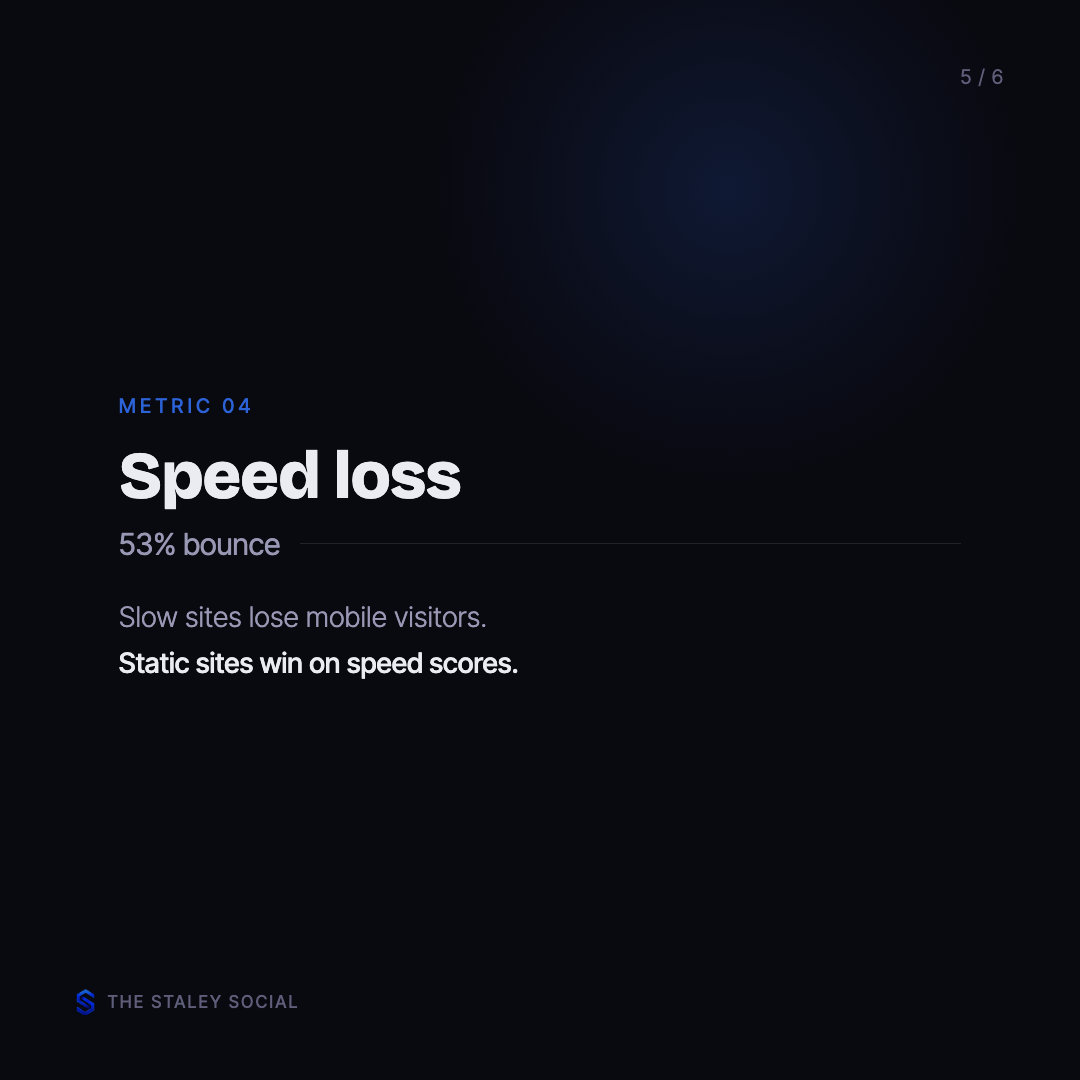 5 / 6
METRIC 04
Speed loss
53% bounce
Slow sites lose mobile visitors.
Static sites win on speed scores.
THE STALEY SOCIAL